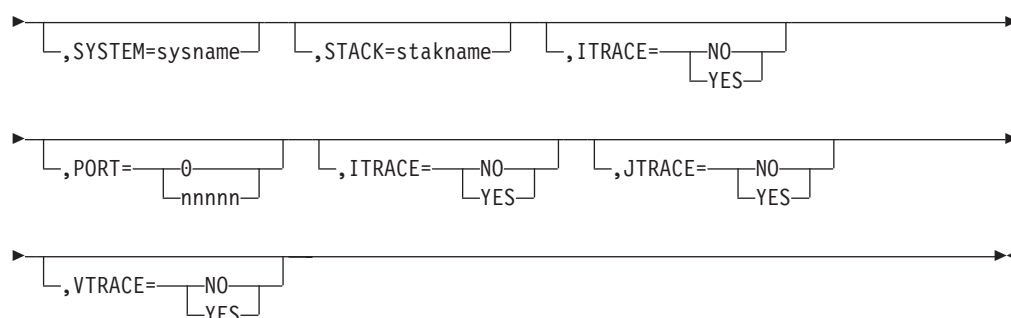 ,SYSTEM=sysname ,STACK=stakname ,ITRACE= NO
YES
,PORT= 0 ,ITRACE= NO ,JTRACE= NO
nnnnn YES YES
,VTRACE= NO
YES